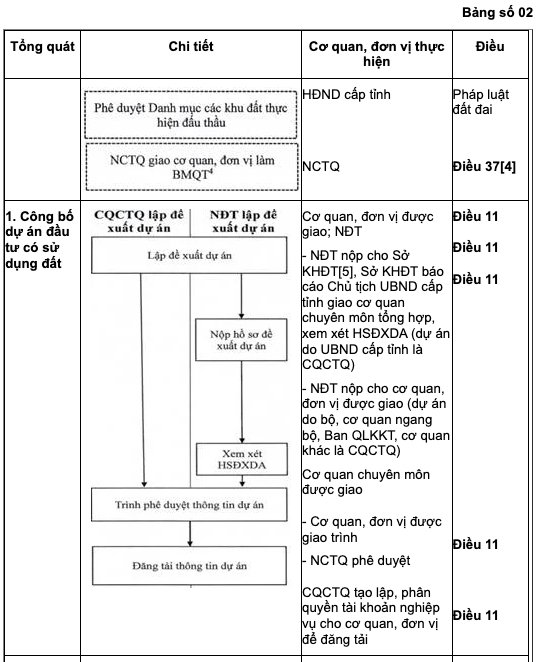 Bảng số 02
Tổng quát
Chi tiết
Cơ quan, đơn vị thực
hiện
Điều
Phê duyệt Danh mục các khu đất thực
hiện đấu thầu
HĐND cấp tỉnh
Pháp luật
đất đai
NCTQ giao cơ quan, đơn vị làm
BMQT4
NCTQ
Điều 37[4]
1. Công bố
dự án đầu
tư có sử
dụng đất
CQCTQ lập đề
xuất dự án
NĐT lập đề
xuất dự án
Lập đề xuất dự án
Nộp hồ sơ đề
xuất dự án
Xem xét
HSĐXDA
Trình phê duyệt thông tin dự án
Đăng tải thông tin dự án
Cơ quan, đơn vị được
giao; NĐT
- NĐT nộp cho Sở
KHĐT[5], Sở KHĐT báo
cáo Chủ tịch UBND cấp
tỉnh giao cơ quan
chuyên môn tổng hợp,
xem xét HSĐXDA (dự án
do UBND cấp tỉnh là
CQCTQ)
- NĐT nộp cho cơ quan,
đơn vị được giao (dự án
do bộ, cơ quan ngang
bộ, Ban QLKKT, cơ quan
khác là CQCTQ)
Cơ quan chuyên môn
được giao
- Cơ quan, đơn vị được
giao trình
- NCTQ phê duyệt
CQCTQ tạo lập, phân
quyền tài khoản nghiệp
vụ cho cơ quan, đơn vị
để đăng tải
Điều 11
Điều 11
Điều 11
Điều 11
Điều 11